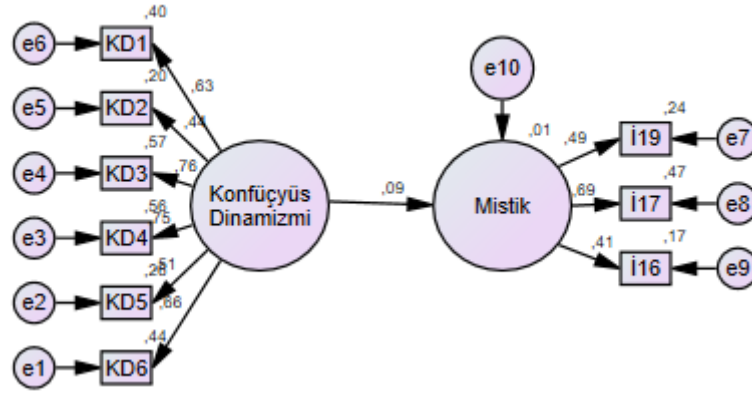 ,40
e6 KD1
,63
,20
e5 KD2
,44
,57
e4 KD3
,76
,56
e3 KD4
,75
,26
e2 KD5
,51
,66
,44
e1 KD6
Konfüçyüs
Dinamizmi
,09
e10
,01
Mistik
,49
,24
İ19 e7
,69
,47
İ17 e8
,41
,17
İ16 e9